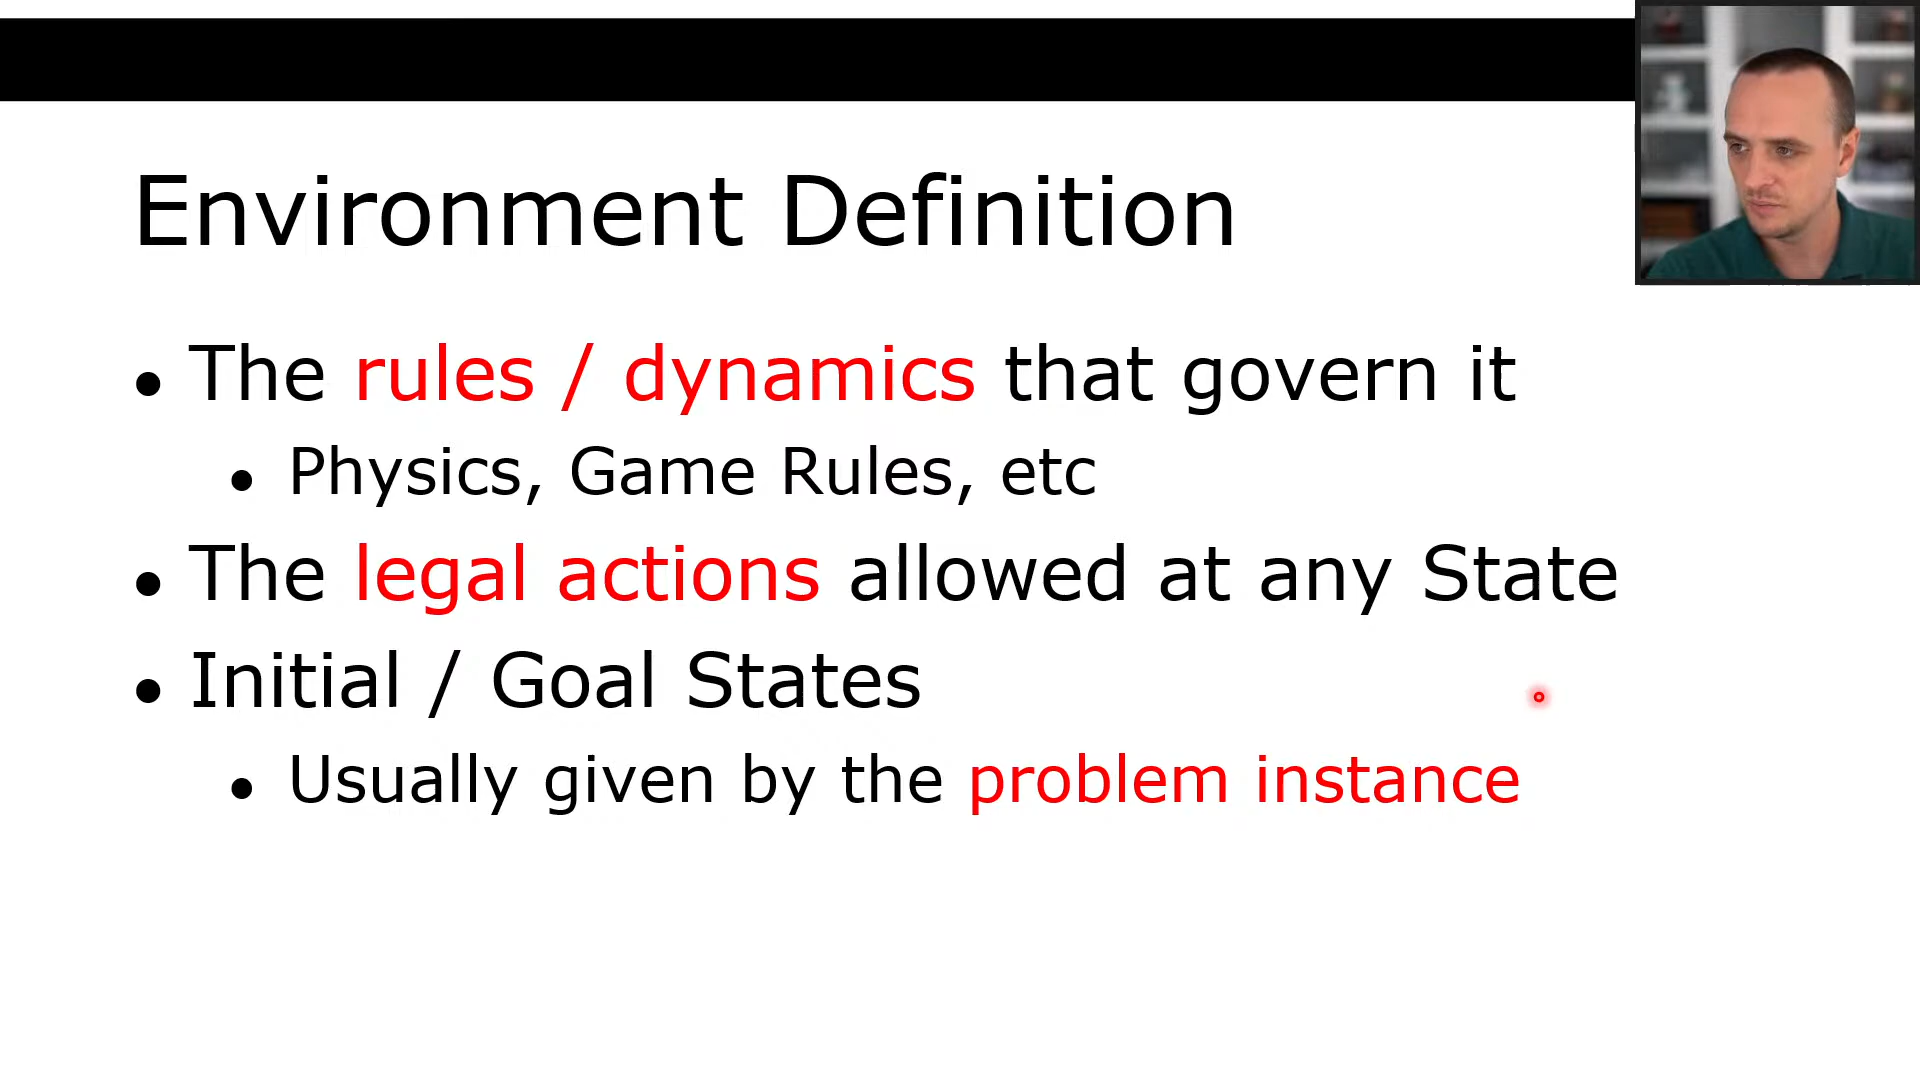 Environment Definition
• The rules / dynamics that govern it
• Physics, Game Rules, etc
• The legal actions allowed at any State
• Initial / Goal States
• Usually given by the problem instance